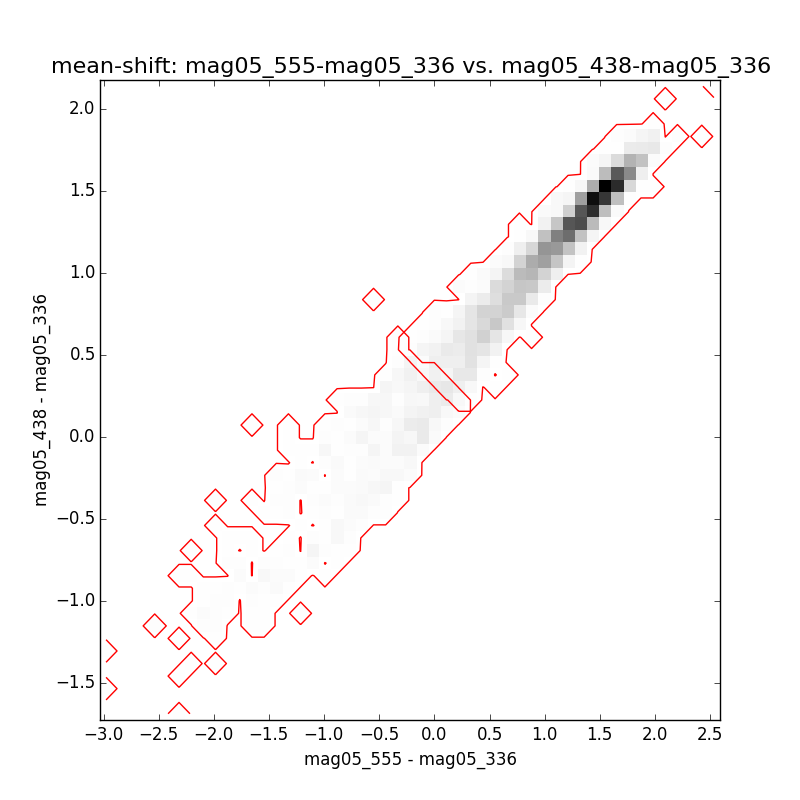 mean-shift: mag05_555-mag05_336 vs. mag05_438-mag05_336
2.0
1.5
1.0
0.5
0.0
−0.5
−1.0
−1.5
mag05_438 - mag05_336
−3.0 −2.5 −2.0 −1.5 −1.0 −0.5 0.0 0.5 1.0 1.5 2.0 2.5
mag05_555 - mag05_336